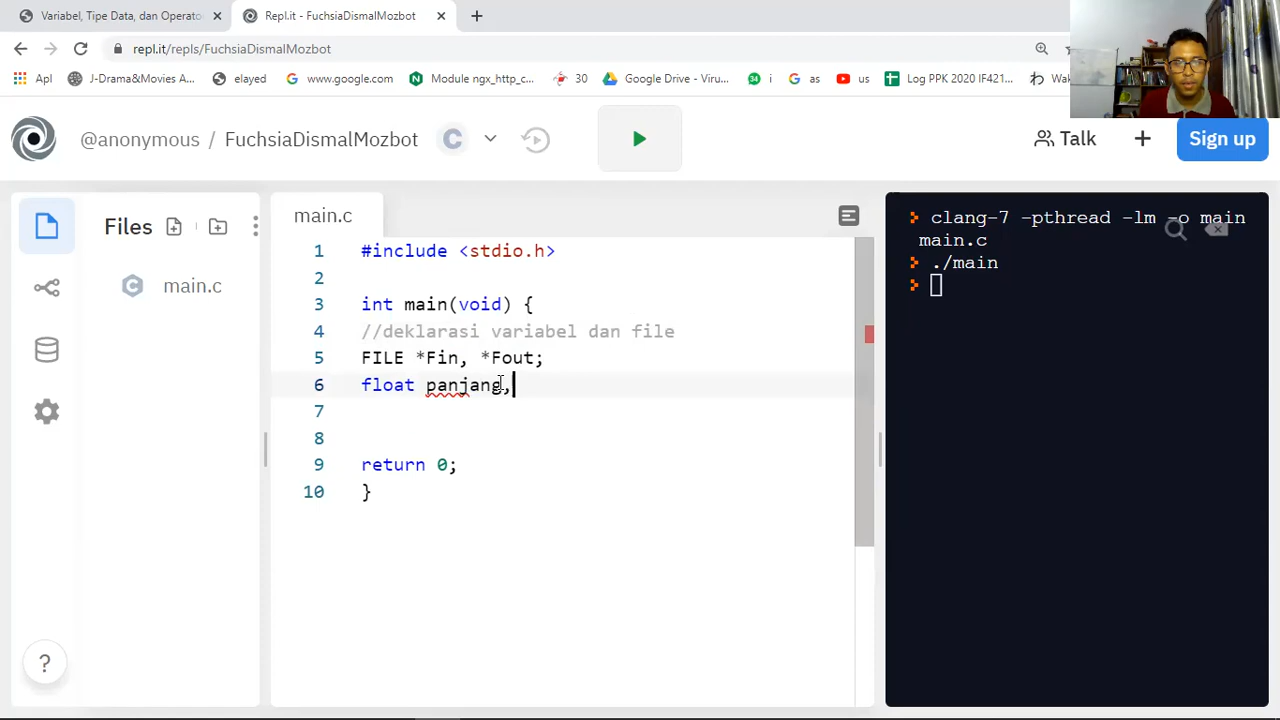 Variabel, Tipe Data, dan Operato
Repl.it - FuchsiaDismalMozbot
repl.it/repls/FuchsiaDismalMozbot
Apl
J-Drama&Movies A...
elayed
www.google.com
Module ngx_http_c...
30
Google Drive - Viru...
34
i
as
us
Log PPK 2020 IF421...
わ Wak
@anonymous / FuchsiaDismalMozbot
C
Talk
+
Sign up
Files
main.c
main.c
1 #include <stdio.h>
2
3 int main(void) {
4 //deklarasi variabel dan file
5 FILE *Fin, *Fout;
6 float panjang,
7
8
9 return 0;
10 }
clang-7 -pthread -lm -o main
main.c
./main
?